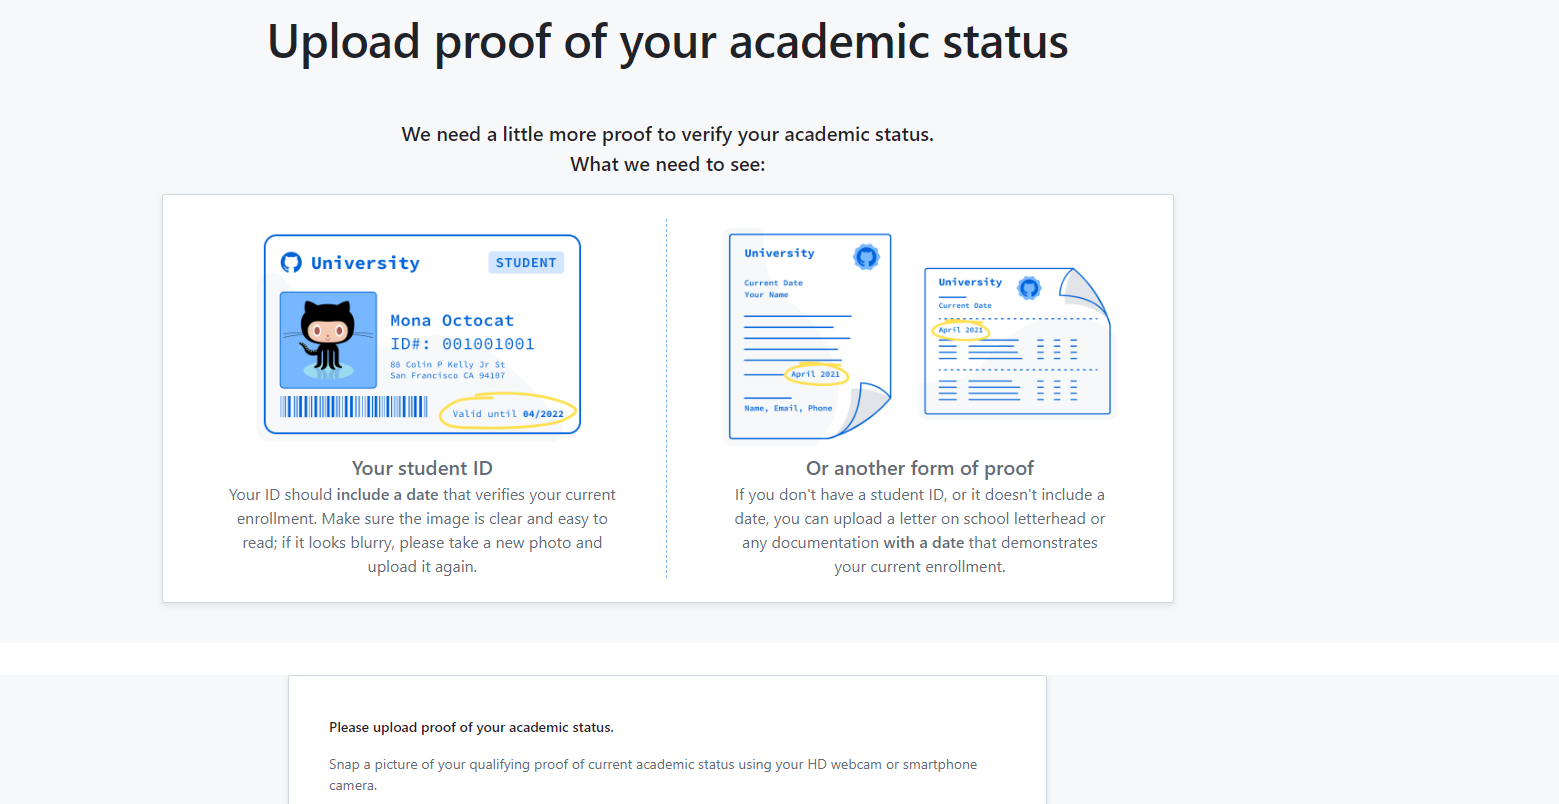 Upload proof of your academic status
We need a little more proof to verify your academic status.
What we need to see:
University
STUDENT
Mona Octocat
ID#: 001001001
88 Colin P Kelly Jr St
San Francisco CA 94107
Valid until 04/2022
Your student ID
Your ID should include a date that verifies your current
enrollment. Make sure the image is clear and easy to
read; if it looks blurry, please take a new photo and
upload it again.
University
Current Date
Your Name
April 2021
Name, Email, Phone
University
Current Date
April 2021
Or another form of proof
If you don't have a student ID, or it doesn't include a
date, you can upload a letter on school letterhead or
any documentation with a date that demonstrates
your current enrollment.
Please upload proof of your academic status.
Snap a picture of your qualifying proof of current academic status using your HD webcam or smartphone
camera.